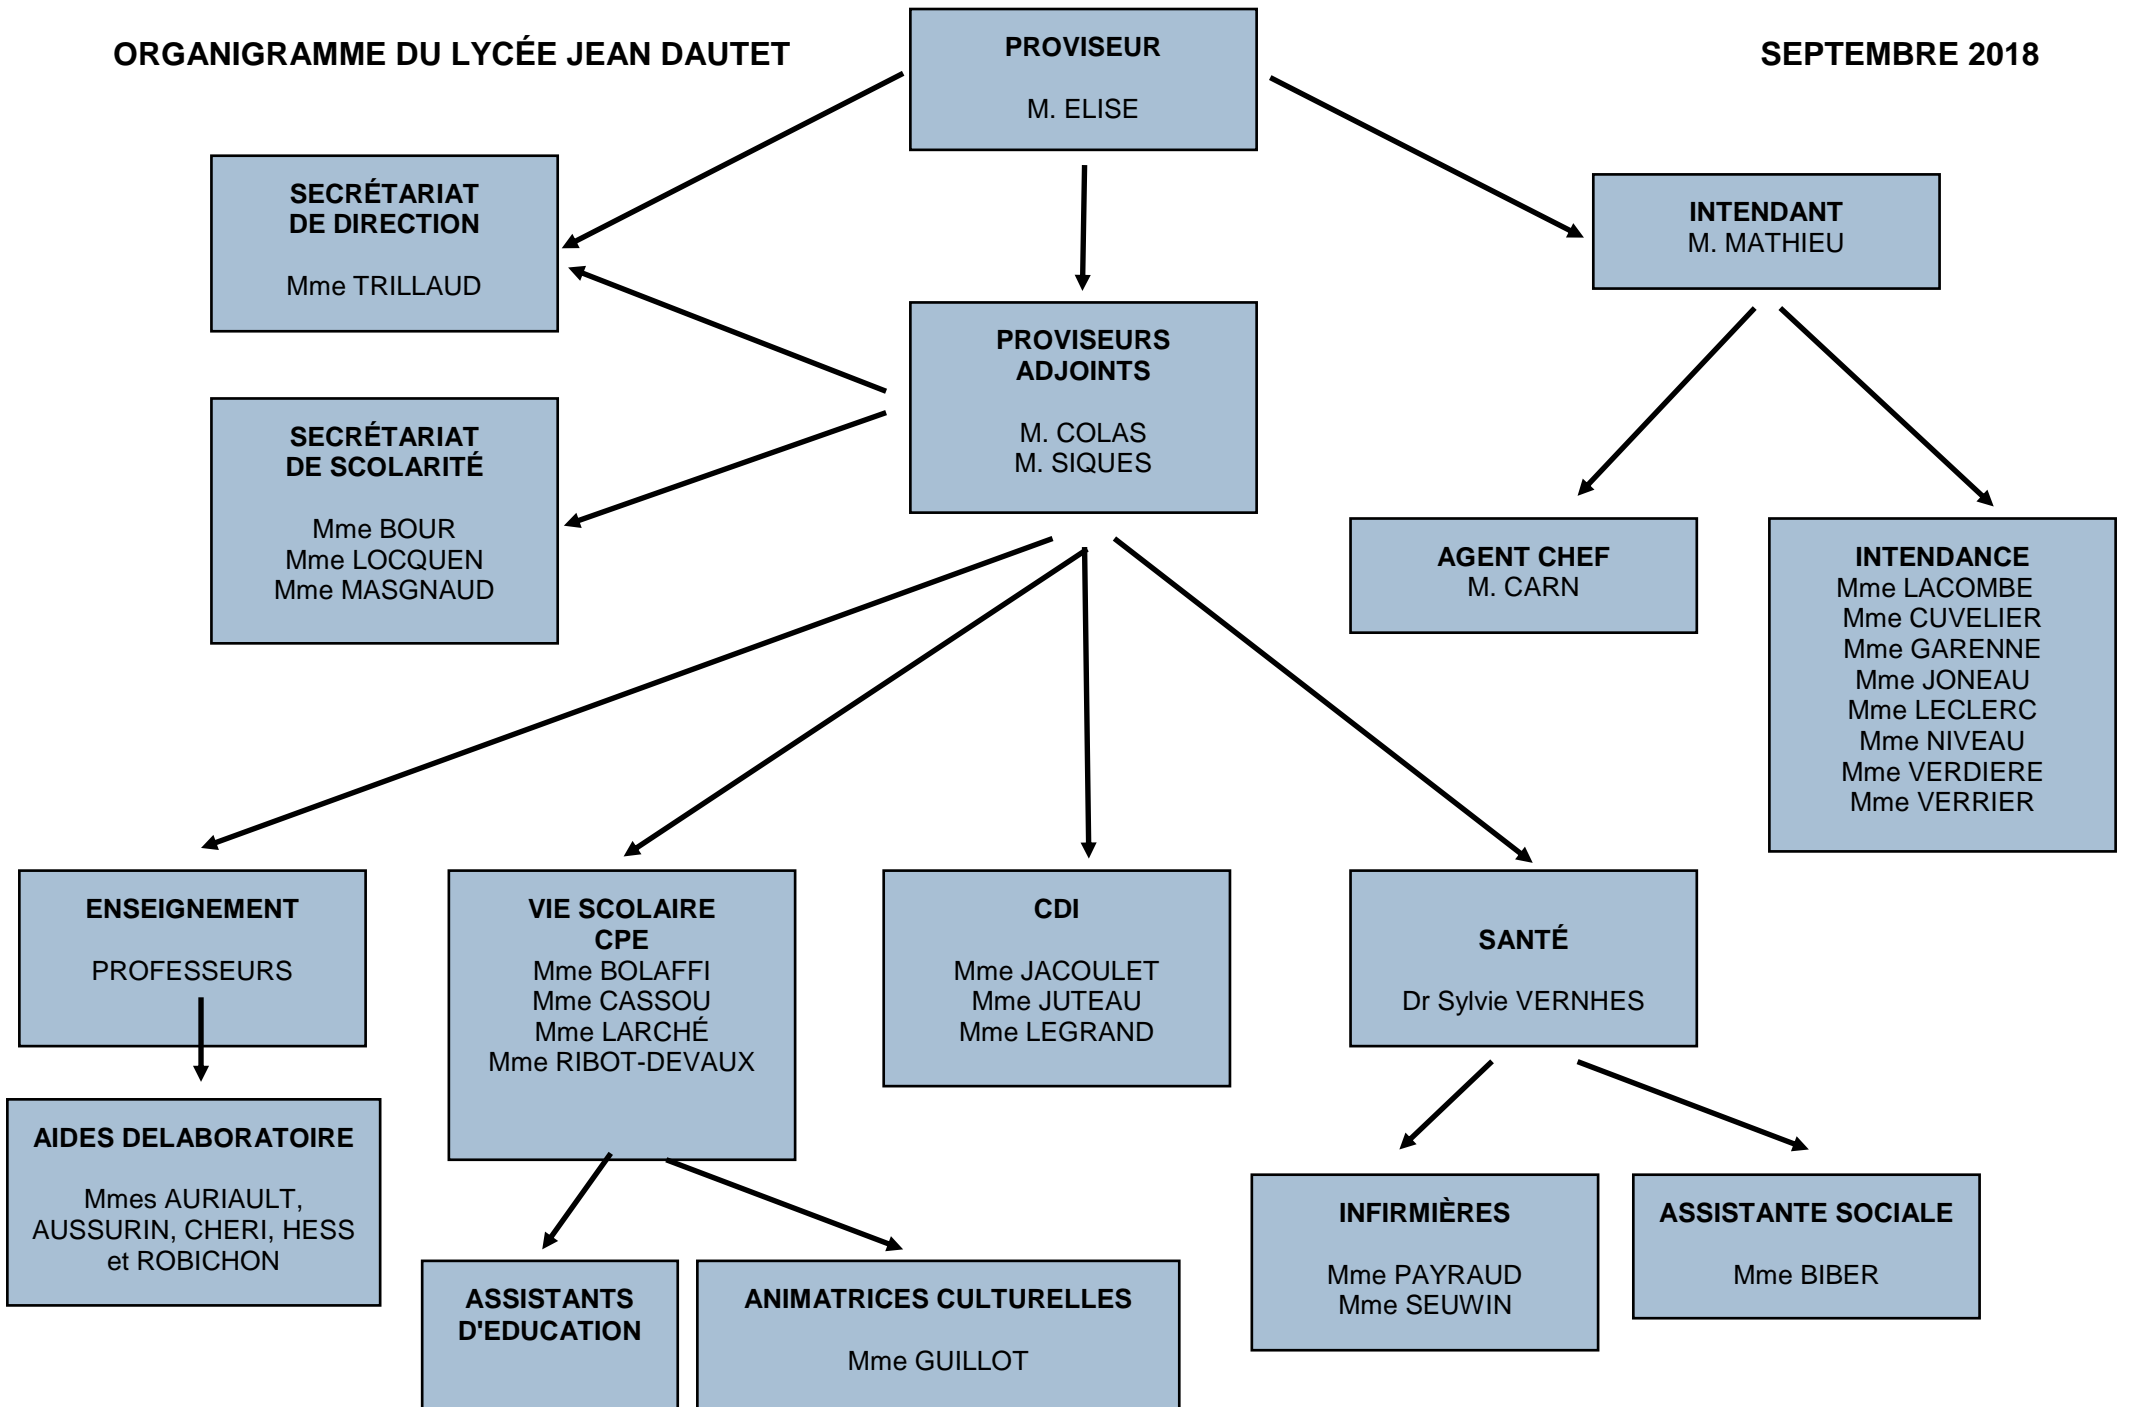 ORGANIGRAMME DU LYCÉE JEAN DAUTET
SEPTEMBRE 2018
PROVISEUR
M. ELISE
SECRÉTARIAT
DE DIRECTION
Mme TRILLAUD
INTENDANT
M. MATHIEU
PROVISEURS
ADJOINTS
M. COLAS
M. SIQUES
SECRÉTARIAT
DE SCOLARITÉ
Mme BOUR
Mme LOCQUEN
Mme MASGNAUD
AGENT CHEF
M. CARN
INTENDANCE
Mme LACOMBE
Mme CUVELIER
Mme GARENNE
Mme JONEAU
Mme LECLERC
Mme NIVEAU
Mme VERDIERE
Mme VERRIER
ENSEIGNEMENT
PROFESSEURS
VIE SCOLAIRE
CPE
Mme BOLAFFI
Mme CASSOU
Mme LARCHÉ
Mme RIBOT-DEVAUX
CDI
Mme JACOULET
Mme JUTEAU
Mme LEGRAND
SANTÉ
Dr Sylvie VERNHES
AIDES DELABORATOIRE
Mmes AURIAULT,
AUSSURIN, CHERI, HESS
et ROBICHON
ASSISTANTS
D'EDUCATION
ANIMATRICES CULTURELLES
Mme GUILLOT
INFIRMIÈRES
Mme PAYRAUD
Mme SEUWIN
ASSISTANTE SOCIALE
Mme BIBER